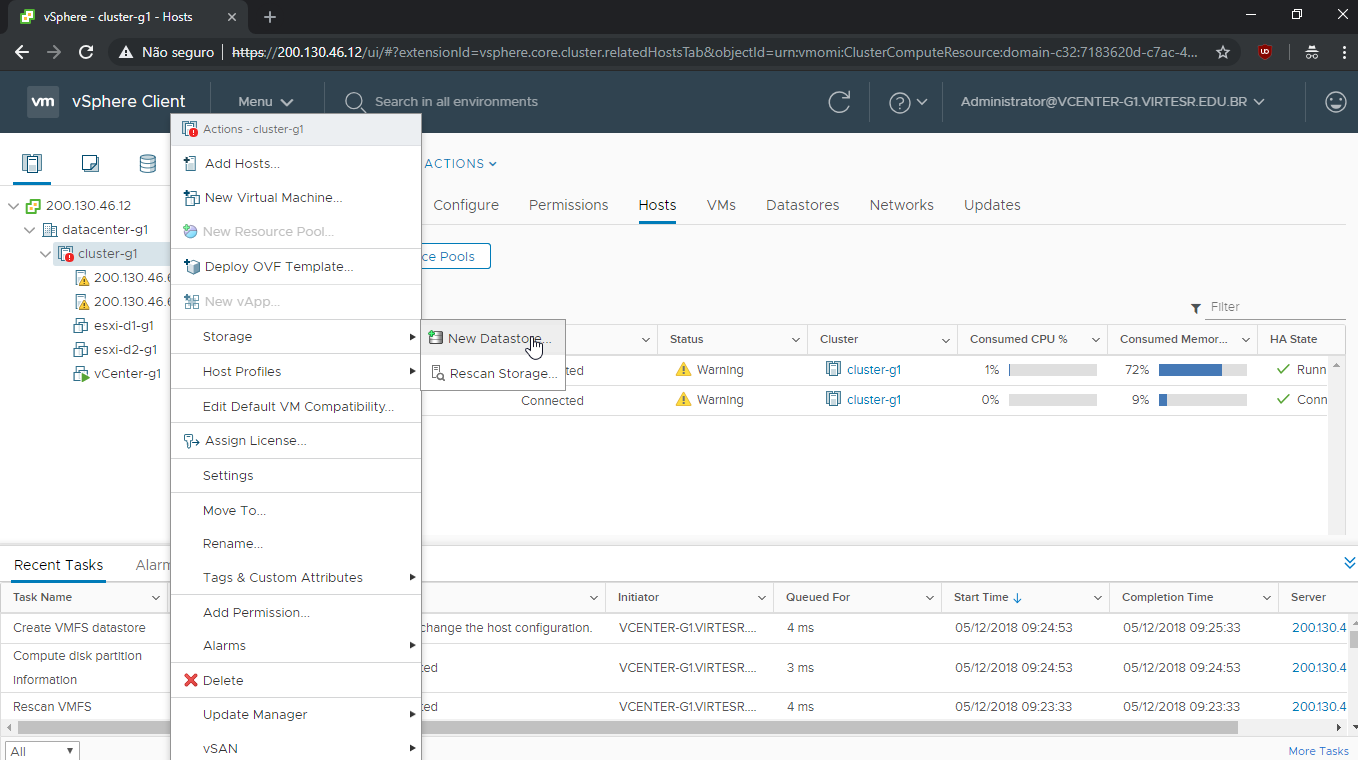 vSphere - cluster-g1 - Hosts
Não seguro
https://200.130.46.12/ui/#?extensionId=vsphere.core.cluster.relatedHostsTab&objectId=urn:vmomi:ClusterComputeResource:domain-c32:7183620d-c7ac-4...
vm vSphere Client
Menu
Search in all environments
Administrator@VCENTER-G1.VIRTESR.EDU.BR
200.130.46.12
datacenter-g1
cluster-g1
200.130.46.6
200.130.46.6
esxi-d1-g1
esxi-d2-g1
vCenter-g1
Actions - cluster-g1
Add Hosts...
New Virtual Machine...
New Resource Pool...
Deploy OVF Template...
New vApp...
Storage
Host Profiles
Edit Default VM Compatibility...
Assign License...
Settings
Move To...
Rename...
Tags & Custom Attributes
Add Permission...
Alarms
Delete
Update Manager
vSAN
New Datastore...
Rescan Storage...
ACTIONS
Configure Permissions Hosts VMs Datastores Networks Updates
ce Pools
Filter
Status Cluster Consumed CPU % Consumed Memor... HA State
ted Warning cluster-g1 1% 72% Runn
Connected Warning cluster-g1 0% 9% Conn
Recent Tasks Alarm
Task Name Initiator Queued For Start Time Completion Time Server
Create VMFS datastore change the host configuration. VCENTER-G1.VIRTESR.... 4 ms 05/12/2018 09:24:53 05/12/2018 09:25:33 200.130.4
Compute disk partition
information ted VCENTER-G1.VIRTESR.... 3 ms 05/12/2018 09:24:53 05/12/2018 09:24:53 200.130.4
Rescan VMFS ted VCENTER-G1.VIRTESR.... 4 ms 05/12/2018 09:23:33 05/12/2018 09:23:33 200.130.4
All
More Tasks